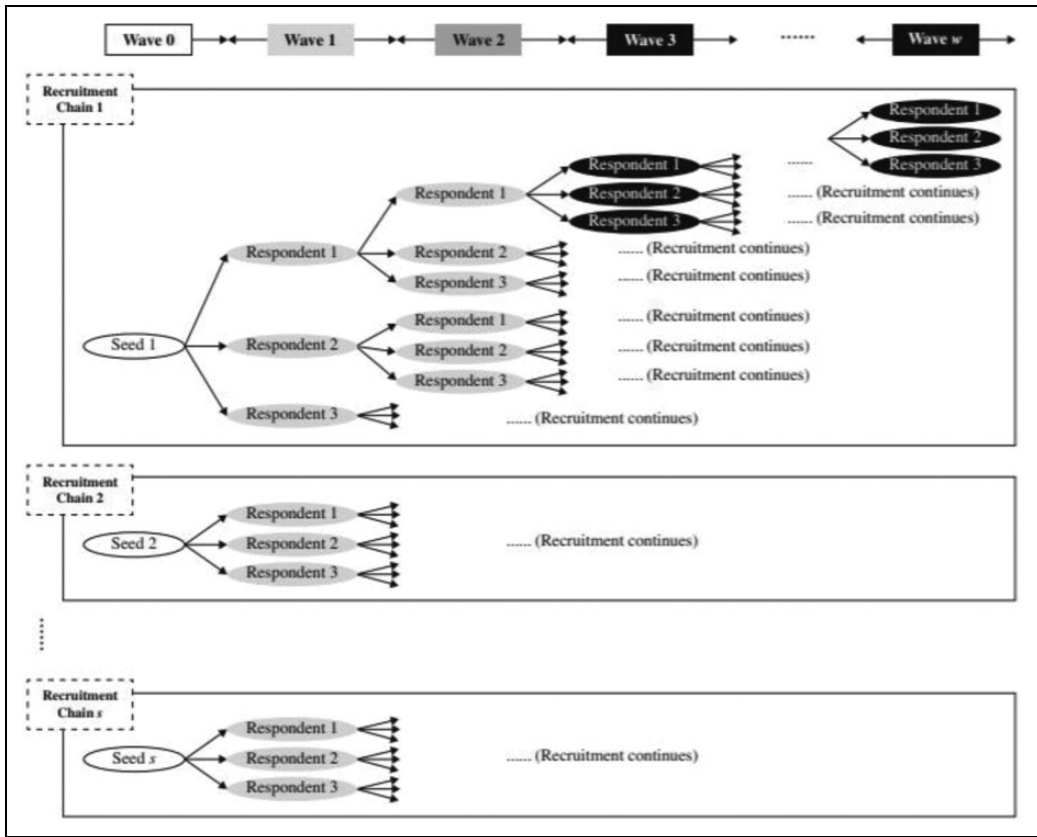 Wave 0 Wave 1 Wave 2 Wave 3 ...... Wave w
Recruitment
Chain 1
Respondent 1
Respondent 2
Respondent 1 ...... Respondent 3
Respondent 1 Respondent 2 ...... (Recruitment continues)
Respondent 3 ...... (Recruitment continues)
Respondent 1 Respondent 2 ...... (Recruitment continues)
Respondent 3 ...... (Recruitment continues)
Respondent 1 ...... (Recruitment continues)
Seed 1 Respondent 2 Respondent 2 ...... (Recruitment continues)
Respondent 3 ...... (Recruitment continues)
Respondent 3 ...... (Recruitment continues)
Recruitment
Chain 2
Respondent 1
Seed 2 Respondent 2 ...... (Recruitment continues)
Respondent 3
Recruitment
Chain s
Respondent 1
Seed s Respondent 2 ...... (Recruitment continues)
Respondent 3